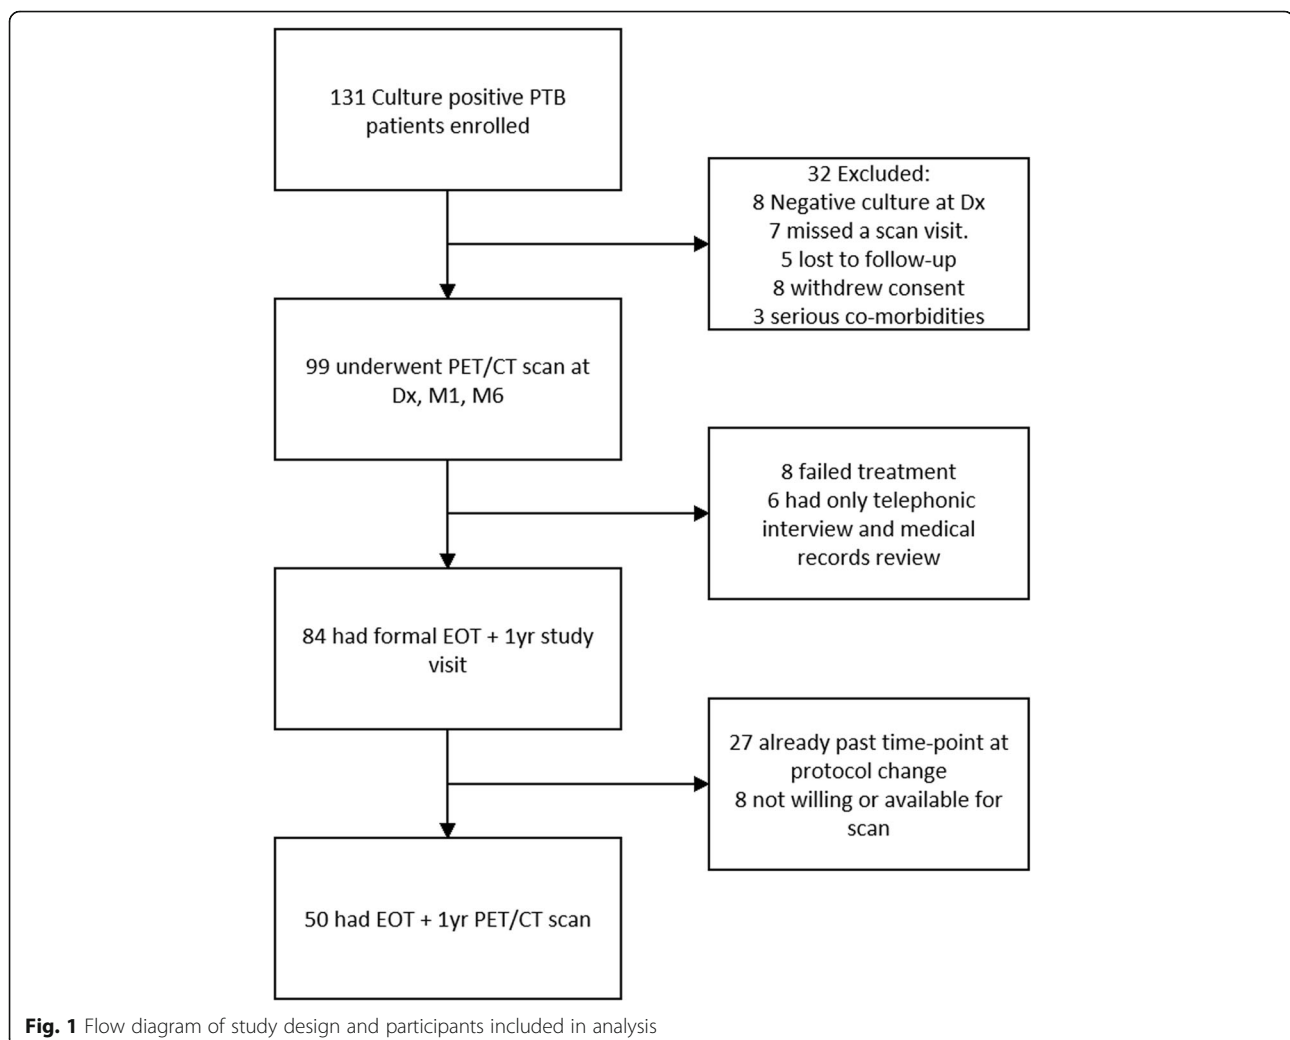 131 Culture positive PTB
patients enrolled
32 Excluded:
8 Negative culture at Dx
7 missed a scan visit.
5 lost to follow-up
8 withdrew consent
3 serious co-morbidities
99 underwent PET/CT scan at
Dx, M1, M6
8 failed treatment
6 had only telephonic
interview and medical
records review
84 had formal EOT + 1yr study
visit
27 already past time-point at
protocol change
8 not willing or available for
scan
50 had EOT + 1yr PET/CT scan
Fig. 1 Flow diagram of study design and participants included in analysis